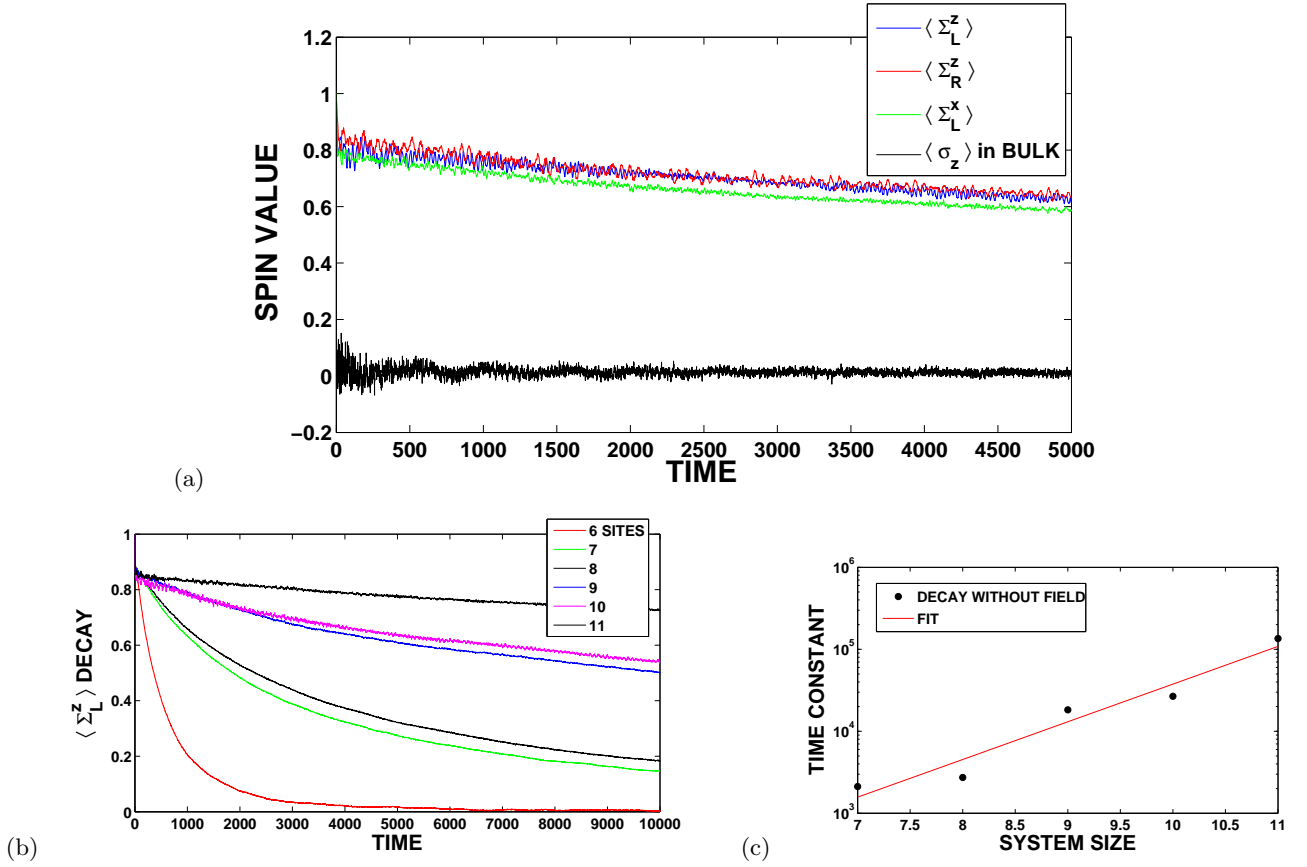 ⟨ Σ_L^z ⟩
⟨ Σ_R^z ⟩
⟨ Σ_L^x ⟩
⟨ σ_z ⟩ in BULK
SPIN VALUE
1.2
1
0.8
0.6
0.4
0.2
0
−0.2
0 500 1000 1500 2000 2500 3000 3500 4000 4500 5000
TIME
(a)
⟨ Σ_L^z ⟩ DECAY
1
0.8
0.6
0.4
0.2
0
6 SITES
7
8
9
10
11
0 1000 2000 3000 4000 5000 6000 7000 8000 9000 10000
TIME
(b)
TIME CONSTANT
10^6
10^5
10^4
10^3
DECAY WITHOUT FIELD
FIT
7 7.5 8 8.5 9 9.5 10 10.5 11
SYSTEM SIZE
(c)